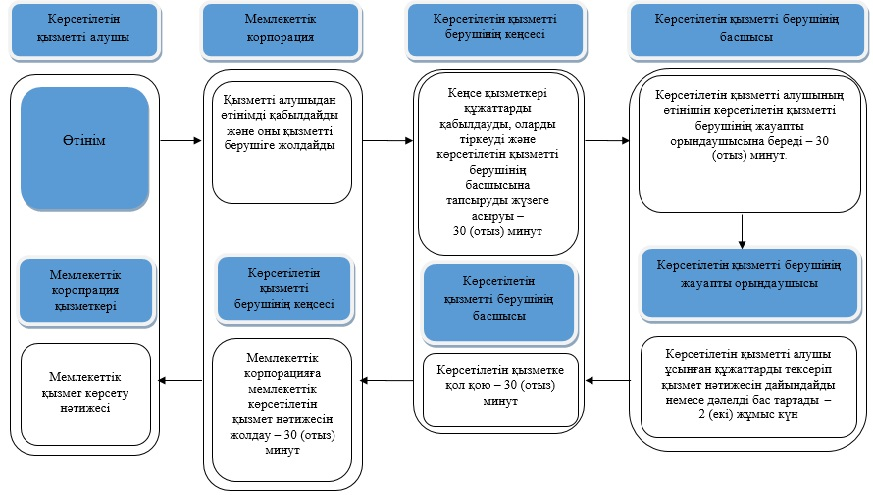 Көрсетілетін
қызметті алушы
Мемлекеттік
корпорация
Көрсетілетін қызметті
берушінің кеңсесі
Көрсетілетін қызметті берушінің
басшысы
Өтінім
Қызметті алушыдан
өтінімді қабылдайды
және оны қызметті
берушіге жолдайды
Кеңсе қызметкері
құжаттарды
қабылдауды, оларды
тіркеуді және
көрсетілетін қызметті
берушінің
басшысына
тапсыруды жүзеге
асыруы –
30 (отыз) минут
Көрсетілетін қызметті алушының
өтінішін көрсетілетін қызметті
берушінің жауапты
орындаушысына береді – 30
(отыз) минут.
Мемлекеттік
корспрация
қызметкері
Көрсетілетін
қызметті
берушінің кеңсесі
Көрсетілетін
қызметті берушінің
басшысы
Көрсетілетін қызметті берушінің
жауапты орындаушысы
Мемлекеттік
қызмет көрсету
нәтижесі
Мемлекеттік
корпорацияға
мемлекеттік
көрсетілетін
қызмет нәтижесін
жолдау – 30 (отыз)
минут
Көрсетілетін қызметке
қол қою – 30 (отыз)
минут
Көрсетілетін қызметті алушы
ұсынған құжаттарды тексеріп
қызмет нәтижесін дайындайды
немесе дәлелді бас тартады –
2 (екі) жұмыс күн